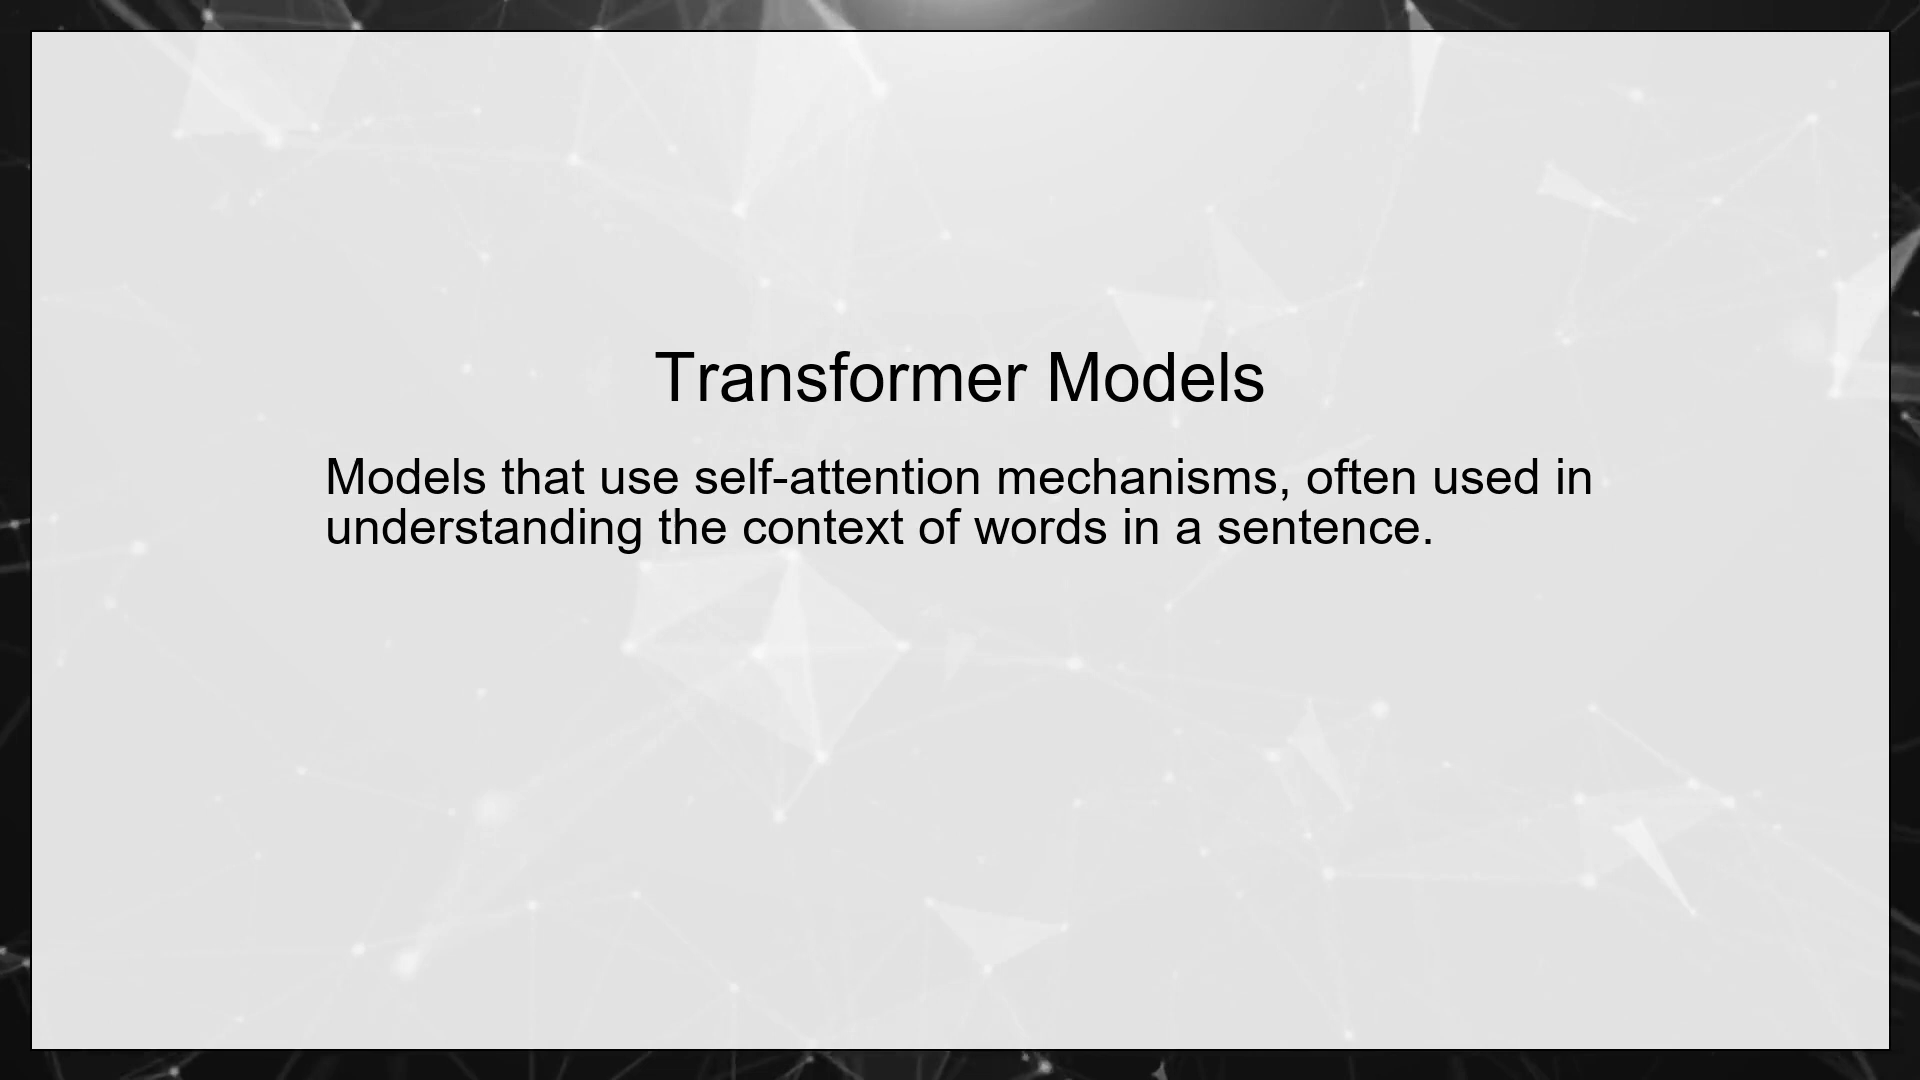 Transformer Models
Models that use self-attention mechanisms, often used in
understanding the context of words in a sentence.